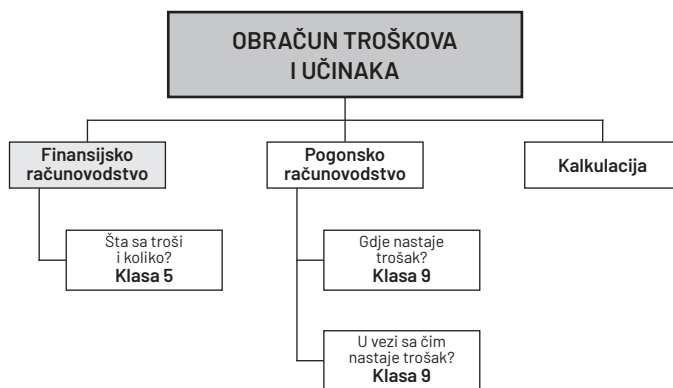 OBRAČUN TROŠKOVA
I UČINAKA
Finansijsko
računovodstvo
Pogonsko
računovodstvo
Kalkulacija
Šta sa troši
i koliko?
Klasa 5
Gdje nastaje
trošak?
Klasa 9
U vezi sa čim
nastaje trošak?
Klasa 9